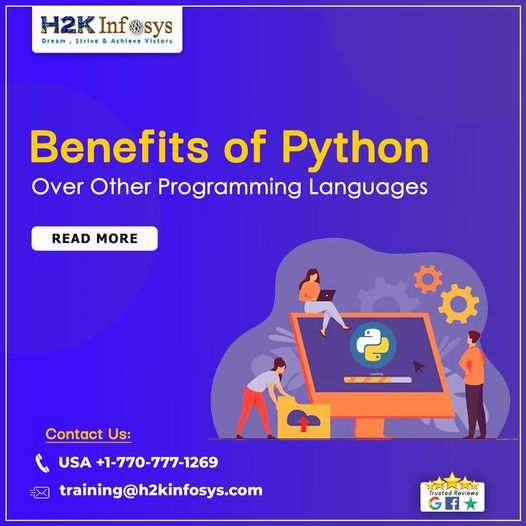 H2K Infosys
Dream , Strive & Achieve Victory
Benefits of Python
Over Other Programming Languages
READ MORE
Loading
Contact Us:
USA +1-770-777-1269
training@h2kinfosys.com
Trusted Reviews
G f